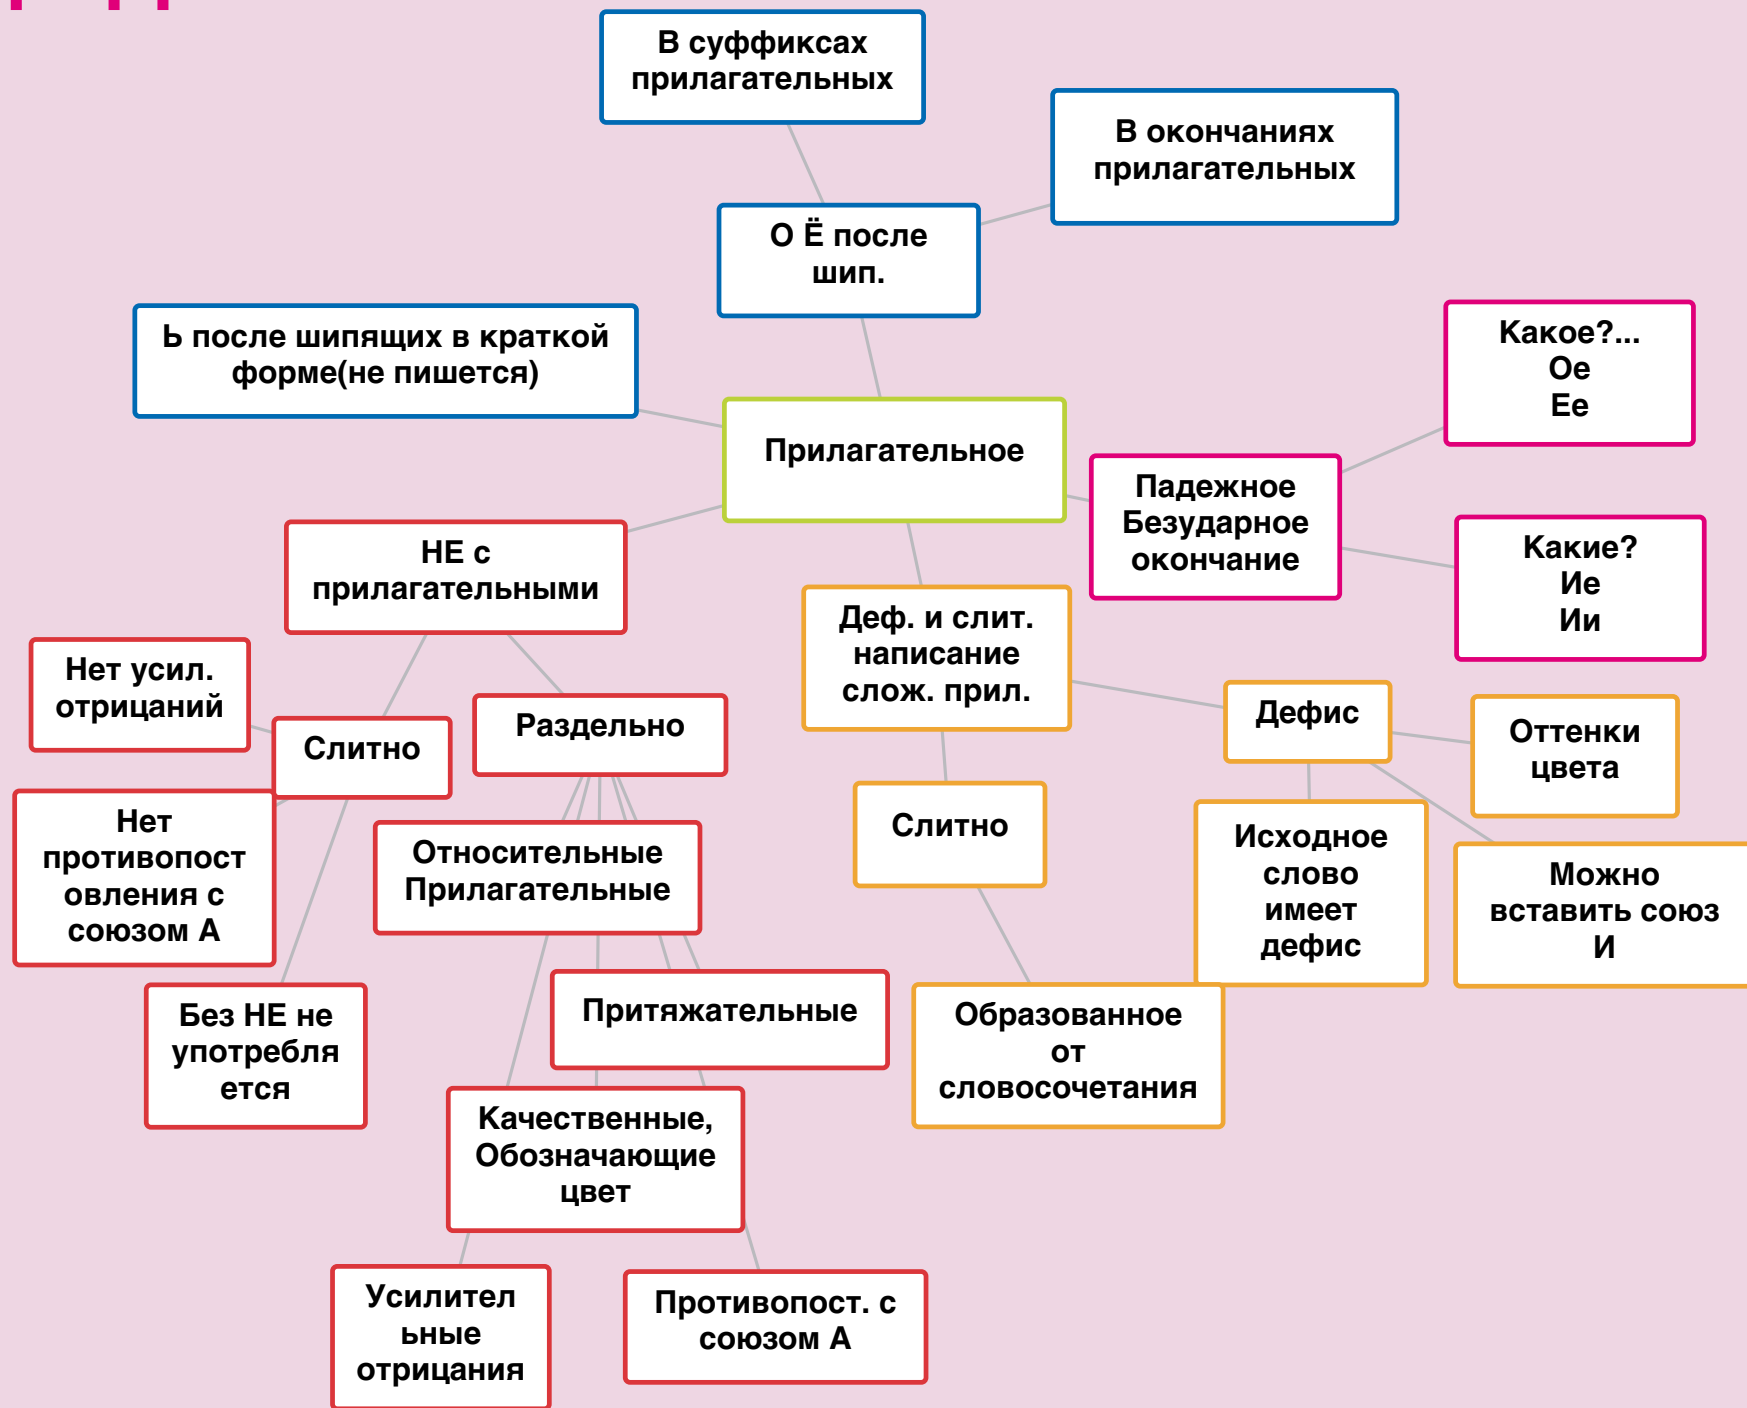 В суффиксах
прилагательных
В окончаниях
прилагательных
О Ё после
шип.
Ь после шипящих в краткой
форме(не пишется)
Какое?...
Ое
Ее
Прилагательное
Падежное
Безударное
окончание
Какие?
Ие
Ии
НЕ с
прилагательными
Деф. и слит.
написание
слож. прил.
Нет усил.
отрицаний
Слитно
Раздельно
Дефис
Оттенки
цвета
Нет
противопост
овления с
союзом А
Относительные
Прилагательные
Слитно
Исходное
слово
имеет
дефис
Можно
вставить союз
И
Без НЕ не
употребля
ется
Притяжательные
Образованное
от
словосочетания
Качественные,
Обозначающие
цвет
Усилител
ьные
отрицания
Противопост. с
союзом А